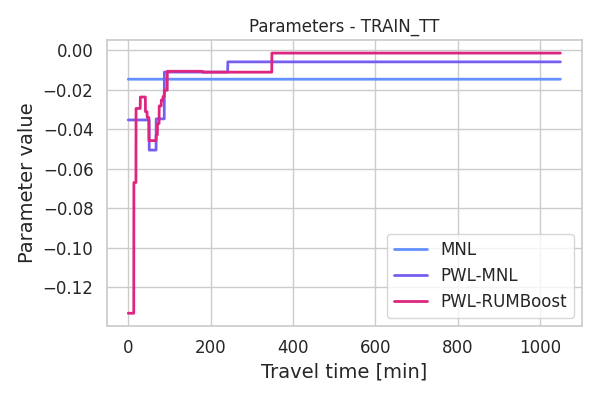 Parameters - TRAIN_TT
Parameter value
0.00
−0.02
−0.04
−0.06
−0.08
−0.10
−0.12
MNL
PWL-MNL
PWL-RUMBoost
0 200 400 600 800 1000
Travel time [min]